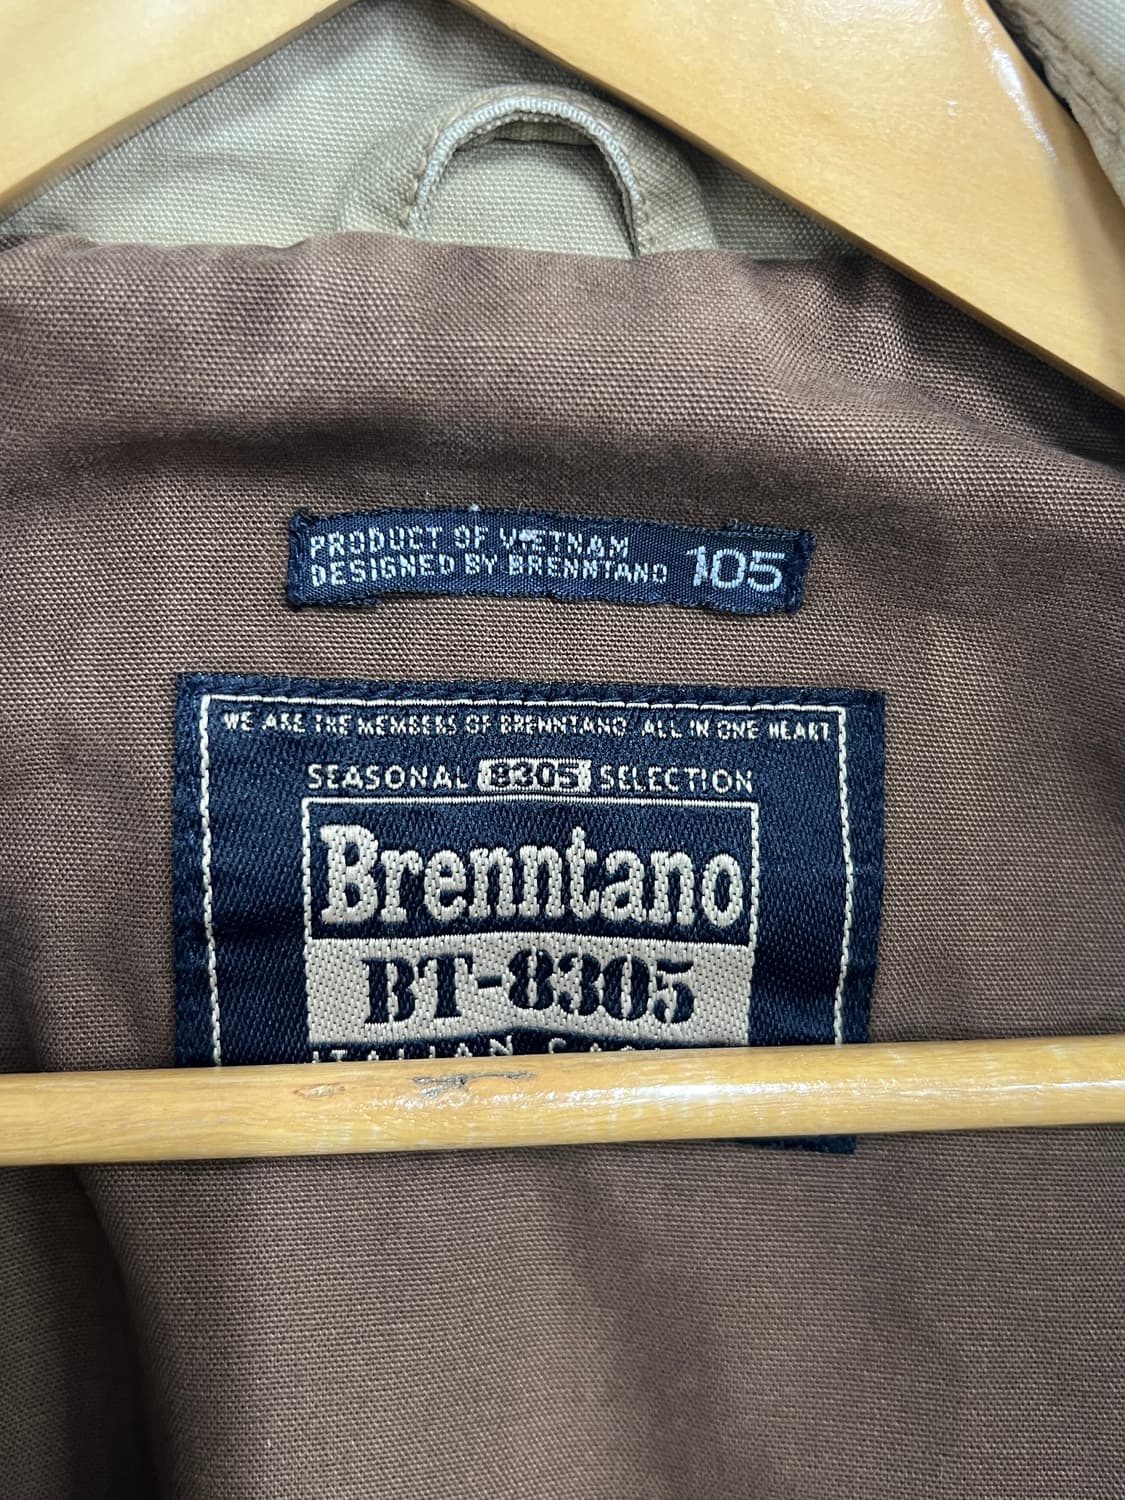 PRODUCT OF VIETNAM
DESIGNED BY BRENNTANO
105
WE ARE THE MEMBERS OF BRENNTANO ALL IN ONE HEART
SEASONAL 8305 SELECTION
Brenntano
BT-8305
ITALIAN